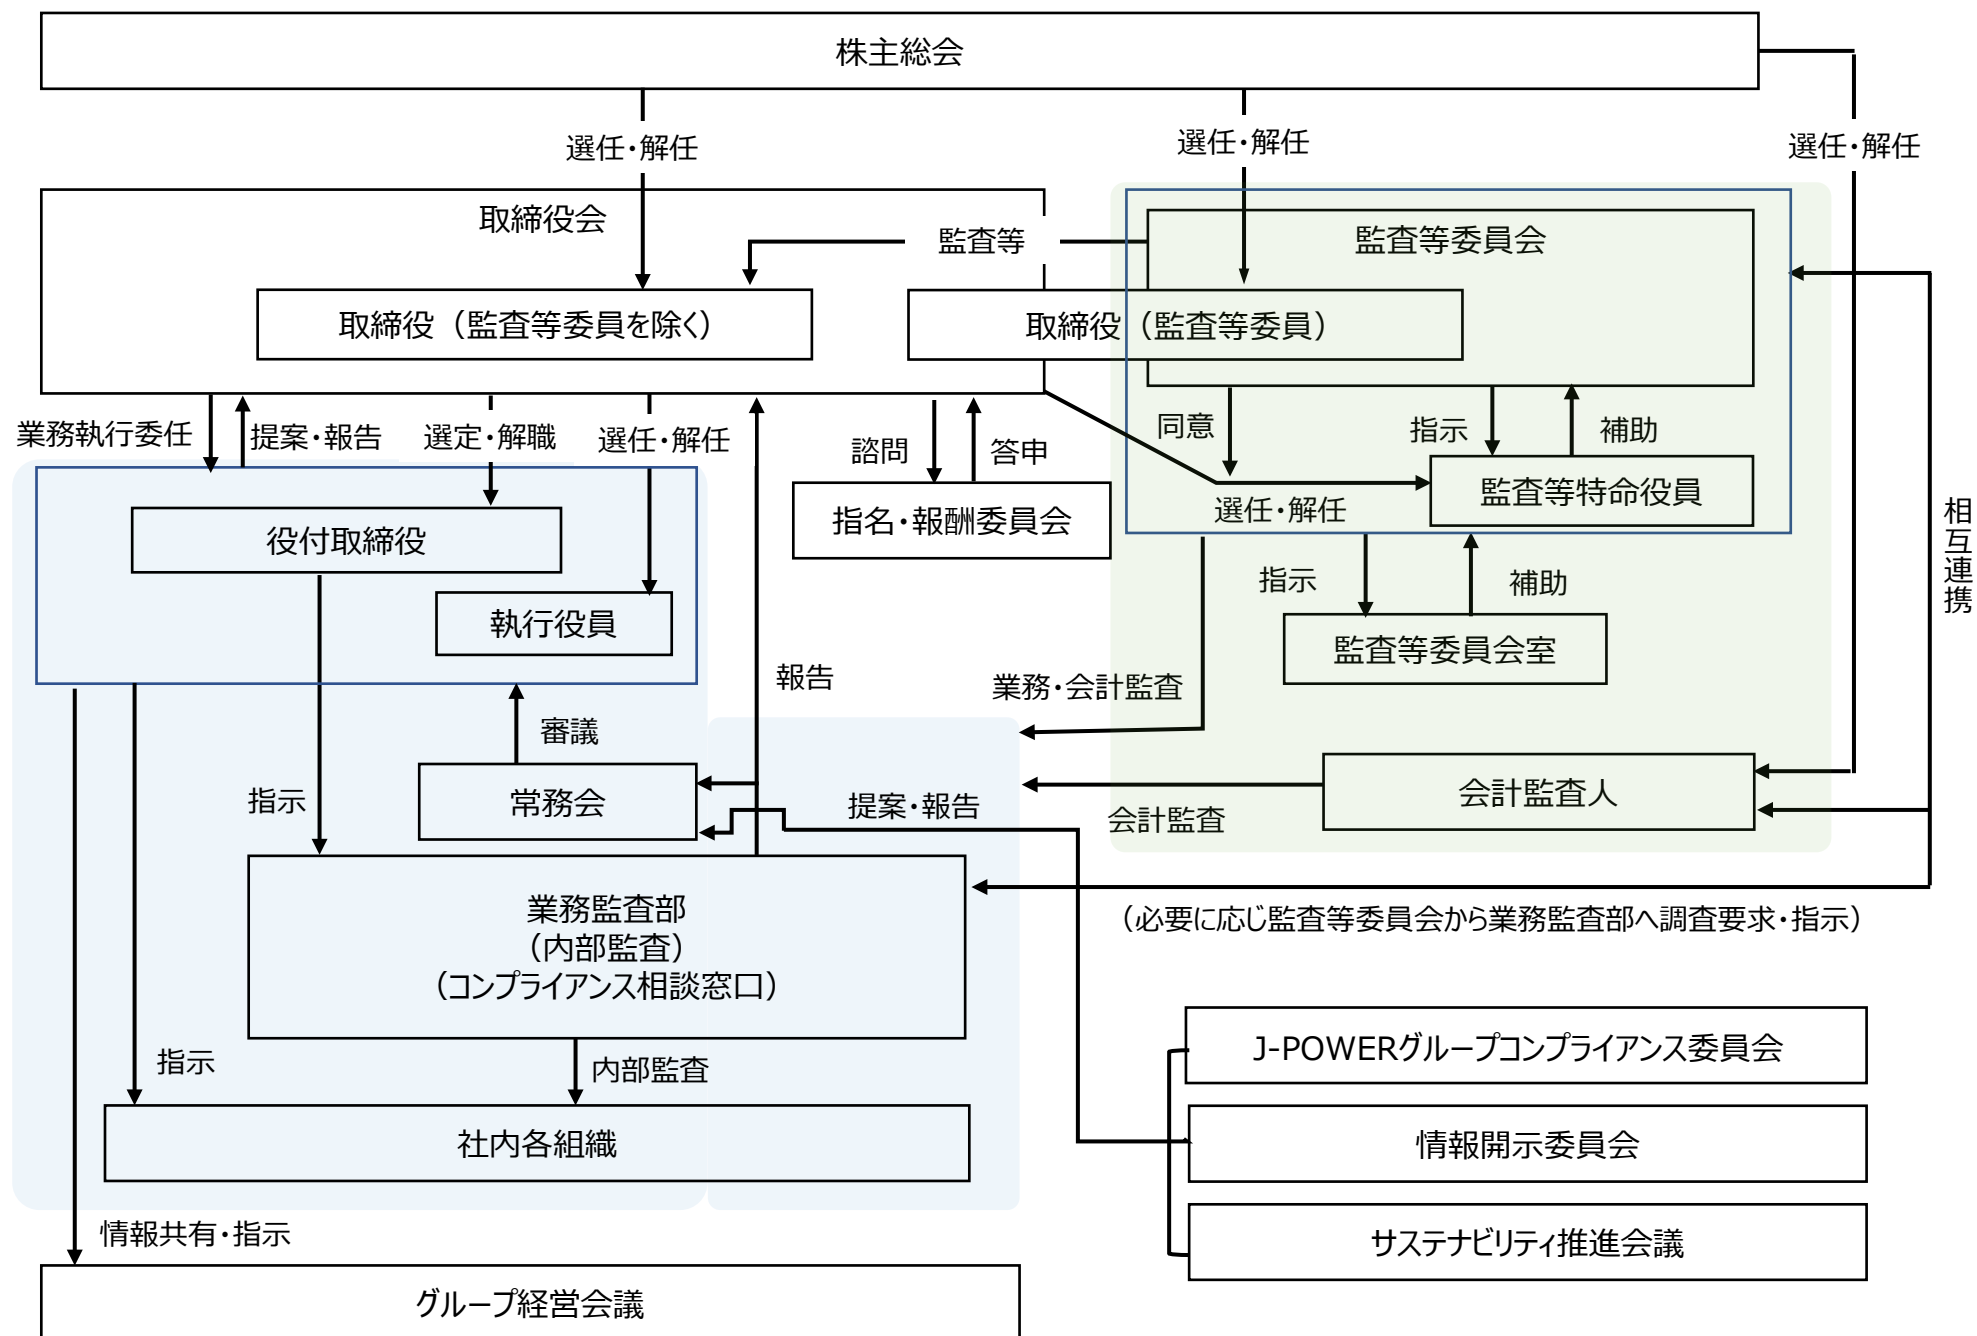 株主総会
選任・解任
選任・解任
選任・解任
取締役会
監査等
監査等委員会
取締役（監査等委員を除く）
取締役（監査等委員）
業務執行委任
提案・報告
選定・解職
選任・解任
諮問
答申
同意
指示
補助
役付取締役
指名・報酬委員会
選任・解任
監査等特命役員
相互連携
執行役員
指示
補助
監査等委員会室
報告
業務・会計監査
審議
指示
常務会
提案・報告
会計監査
会計監査人
業務監査部
（内部監査）
（コンプライアンス相談窓口）
（必要に応じ監査等委員会から業務監査部へ調査要求・指示）
指示
内部監査
J-POWERグループコンプライアンス委員会
社内各組織
情報開示委員会
情報共有・指示
サステナビリティ推進会議
グループ経営会議